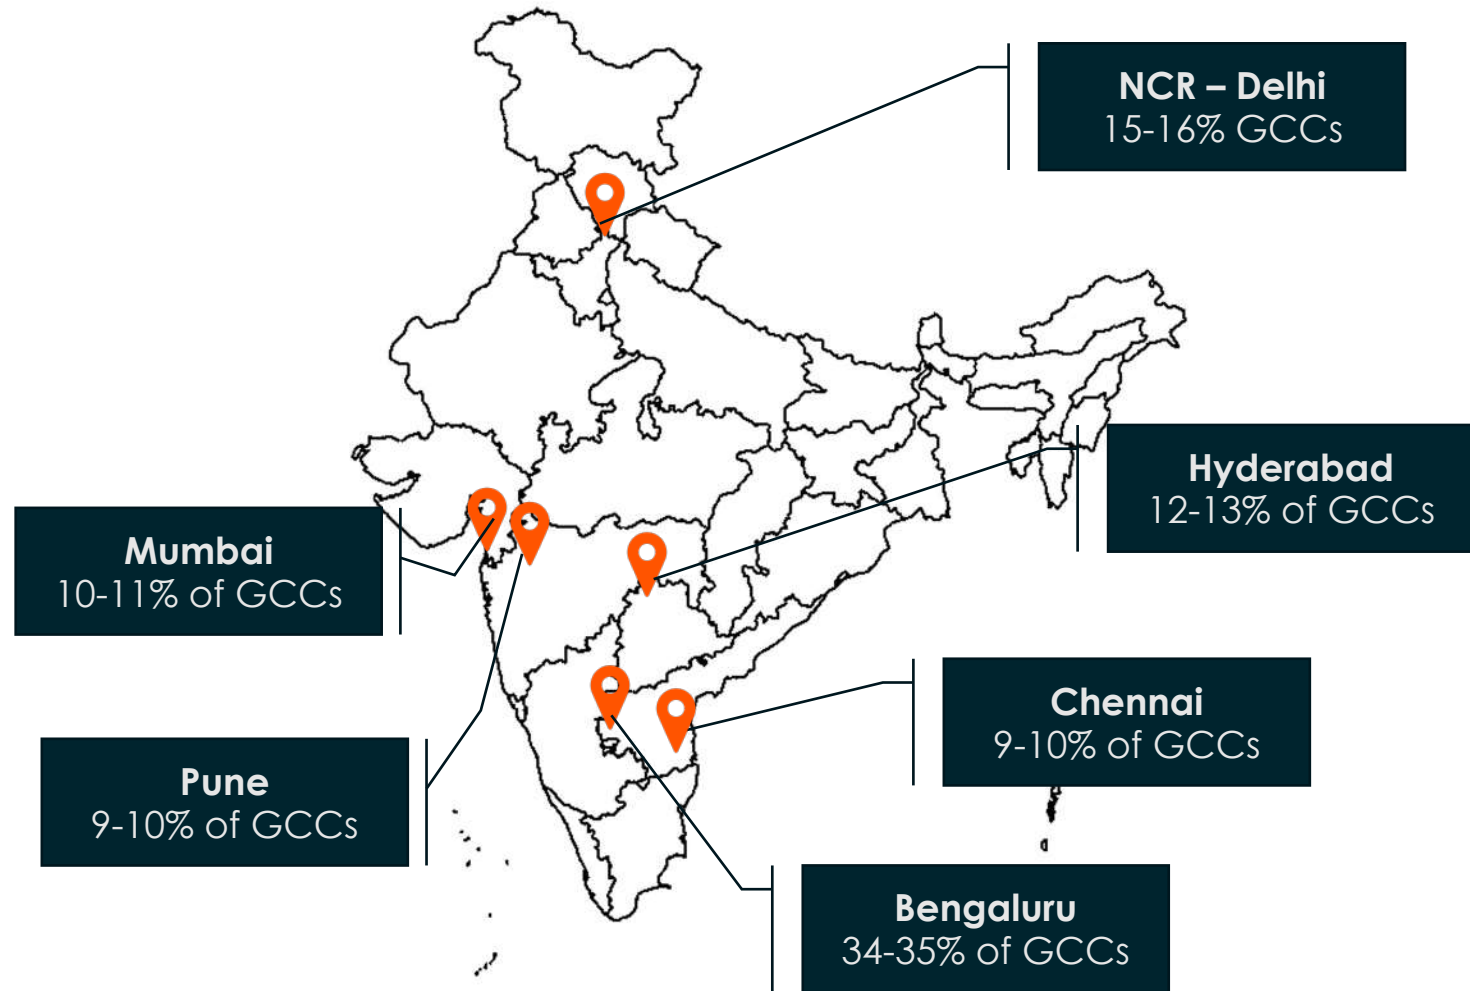 NCR – Delhi
15-16% GCCs
Hyderabad
12-13% of GCCs
Mumbai
10-11% of GCCs
Chennai
9-10% of GCCs
Pune
9-10% of GCCs
Bengaluru
34-35% of GCCs